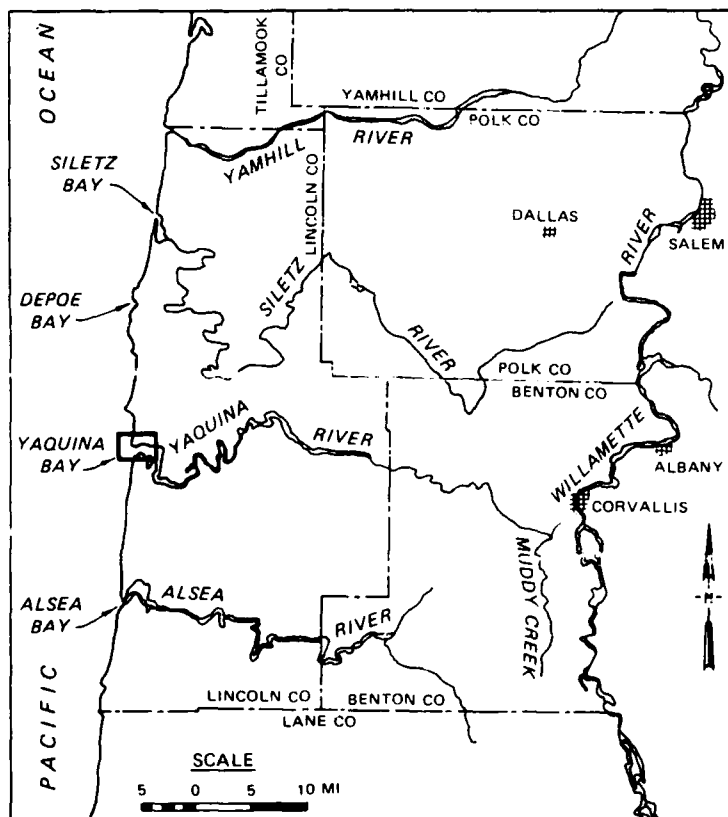 OCEAN
TILLAMOOK
CO
YAMHILL CO
POLK CO
YAMHILL
RIVER
SILETZ
BAY
LINCOLN CO
DALLAS
SALEM
RIVER
DEPOE
BAY
SILETZ
RIVER
POLK CO
BENTON CO
YAQUINA
BAY
YAQUINA
RIVER
WILLAMETTE
ALBANY
CORVALLIS
MUDDY CREEK
N
ALSEA
BAY
ALSEA
RIVER
LINCOLN CO
BENTON CO
LANE CO
PACIFIC
SCALE
5 0 5 10 MI